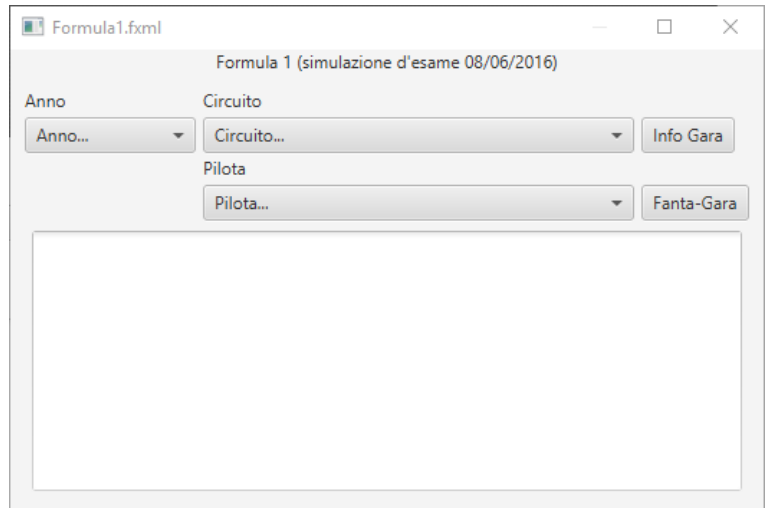 Formula1.fxml
Formula 1 (simulazione d'esame 08/06/2016)
Anno Circuito
Anno... Circuito... Info Gara
Pilota
Pilota... Fanta-Gara